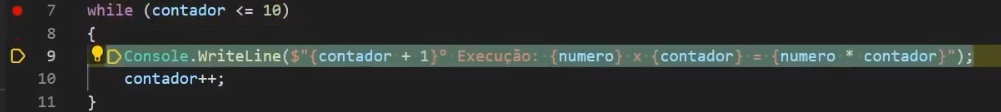 7 while (contador <= 10)
8 {
9 Console.WriteLine($"{contador + 1}° Execução: {numero} x {contador} = {numero * contador}");
10 contador++;
11 }